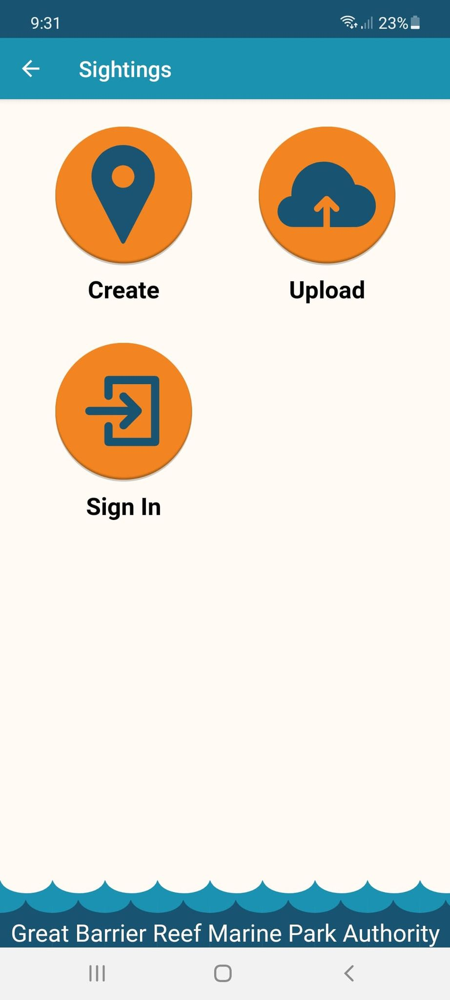 9:31 23%
Sightings
Create Upload
Sign In
Great Barrier Reef Marine Park Authority